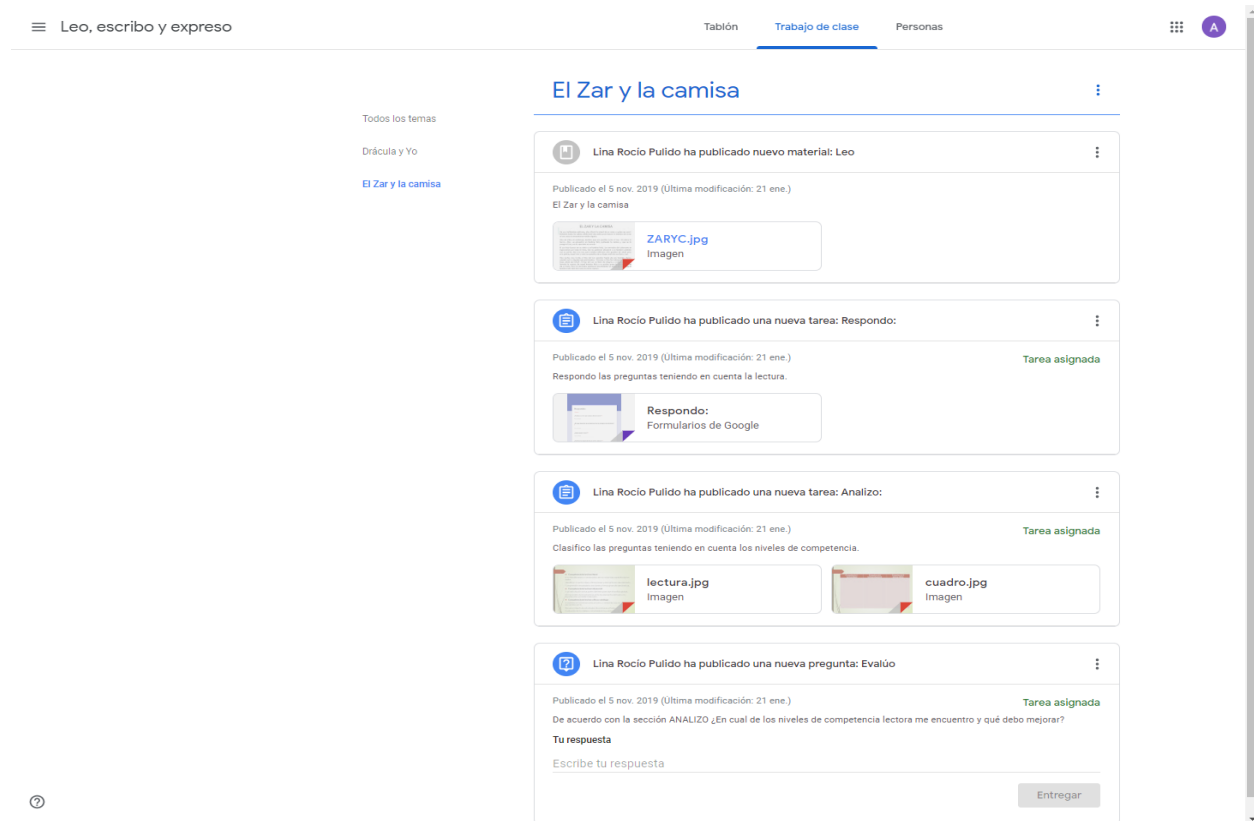 Leo, escribo y expreso
Tablón Trabajo de clase Personas
A
Todos los temas
Drácula y Yo
El Zar y la camisa
El Zar y la camisa
Lina Rocío Pulido ha publicado nuevo material: Leo
Publicado el 5 nov. 2019 (Última modificación: 21 ene.)
El Zar y la camisa
ZARYC.jpg
Imagen
Lina Rocío Pulido ha publicado una nueva tarea: Respondo:
Publicado el 5 nov. 2019 (Última modificación: 21 ene.)
Tarea asignada
Respondo las preguntas teniendo en cuenta la lectura.
Respondo:
Formularios de Google
Lina Rocío Pulido ha publicado una nueva tarea: Analizo:
Publicado el 5 nov. 2019 (Última modificación: 21 ene.)
Tarea asignada
Clasifico las preguntas teniendo en cuenta los niveles de competencia.
lectura.jpg
Imagen
cuadro.jpg
Imagen
Lina Rocío Pulido ha publicado una nueva pregunta: Evalúo
Publicado el 5 nov. 2019 (Última modificación: 21 ene.)
Tarea asignada
De acuerdo con la sección ANALIZO ¿En cual de los niveles de competencia lectora me encuentro y qué debo mejorar?
Tu respuesta
Escribe tu respuesta
Entregar